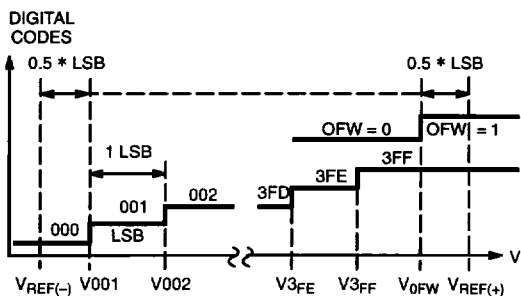 DIGITAL
CODES
0.5 * LSB
0.5 * LSB
OFW = 0
OFW = 1
1 LSB
3FF
3FE
3FD
002
001
000
LSB
V
VREF(–)
V001
V002
V3FE
V3FF
V0FW
VREF(+)